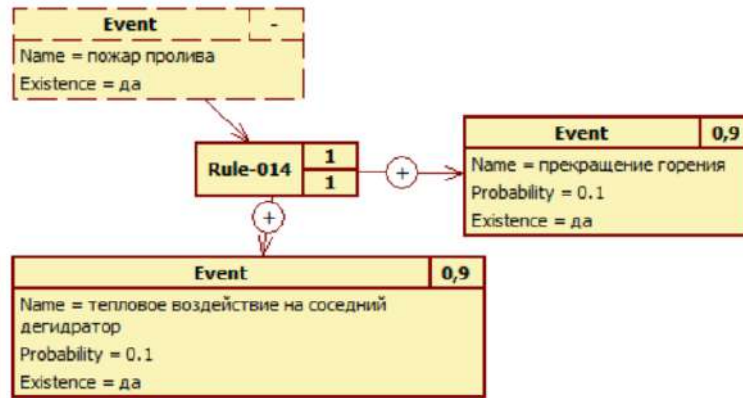 Event -
Name = пожар пролива
Existence = да
Rule-014 1
1
+
Event 0,9
Name = прекращение горения
Probability = 0.1
Existence = да
+
Event 0,9
Name = тепловое воздействие на соседний
дегидратор
Probability = 0.1
Existence = да